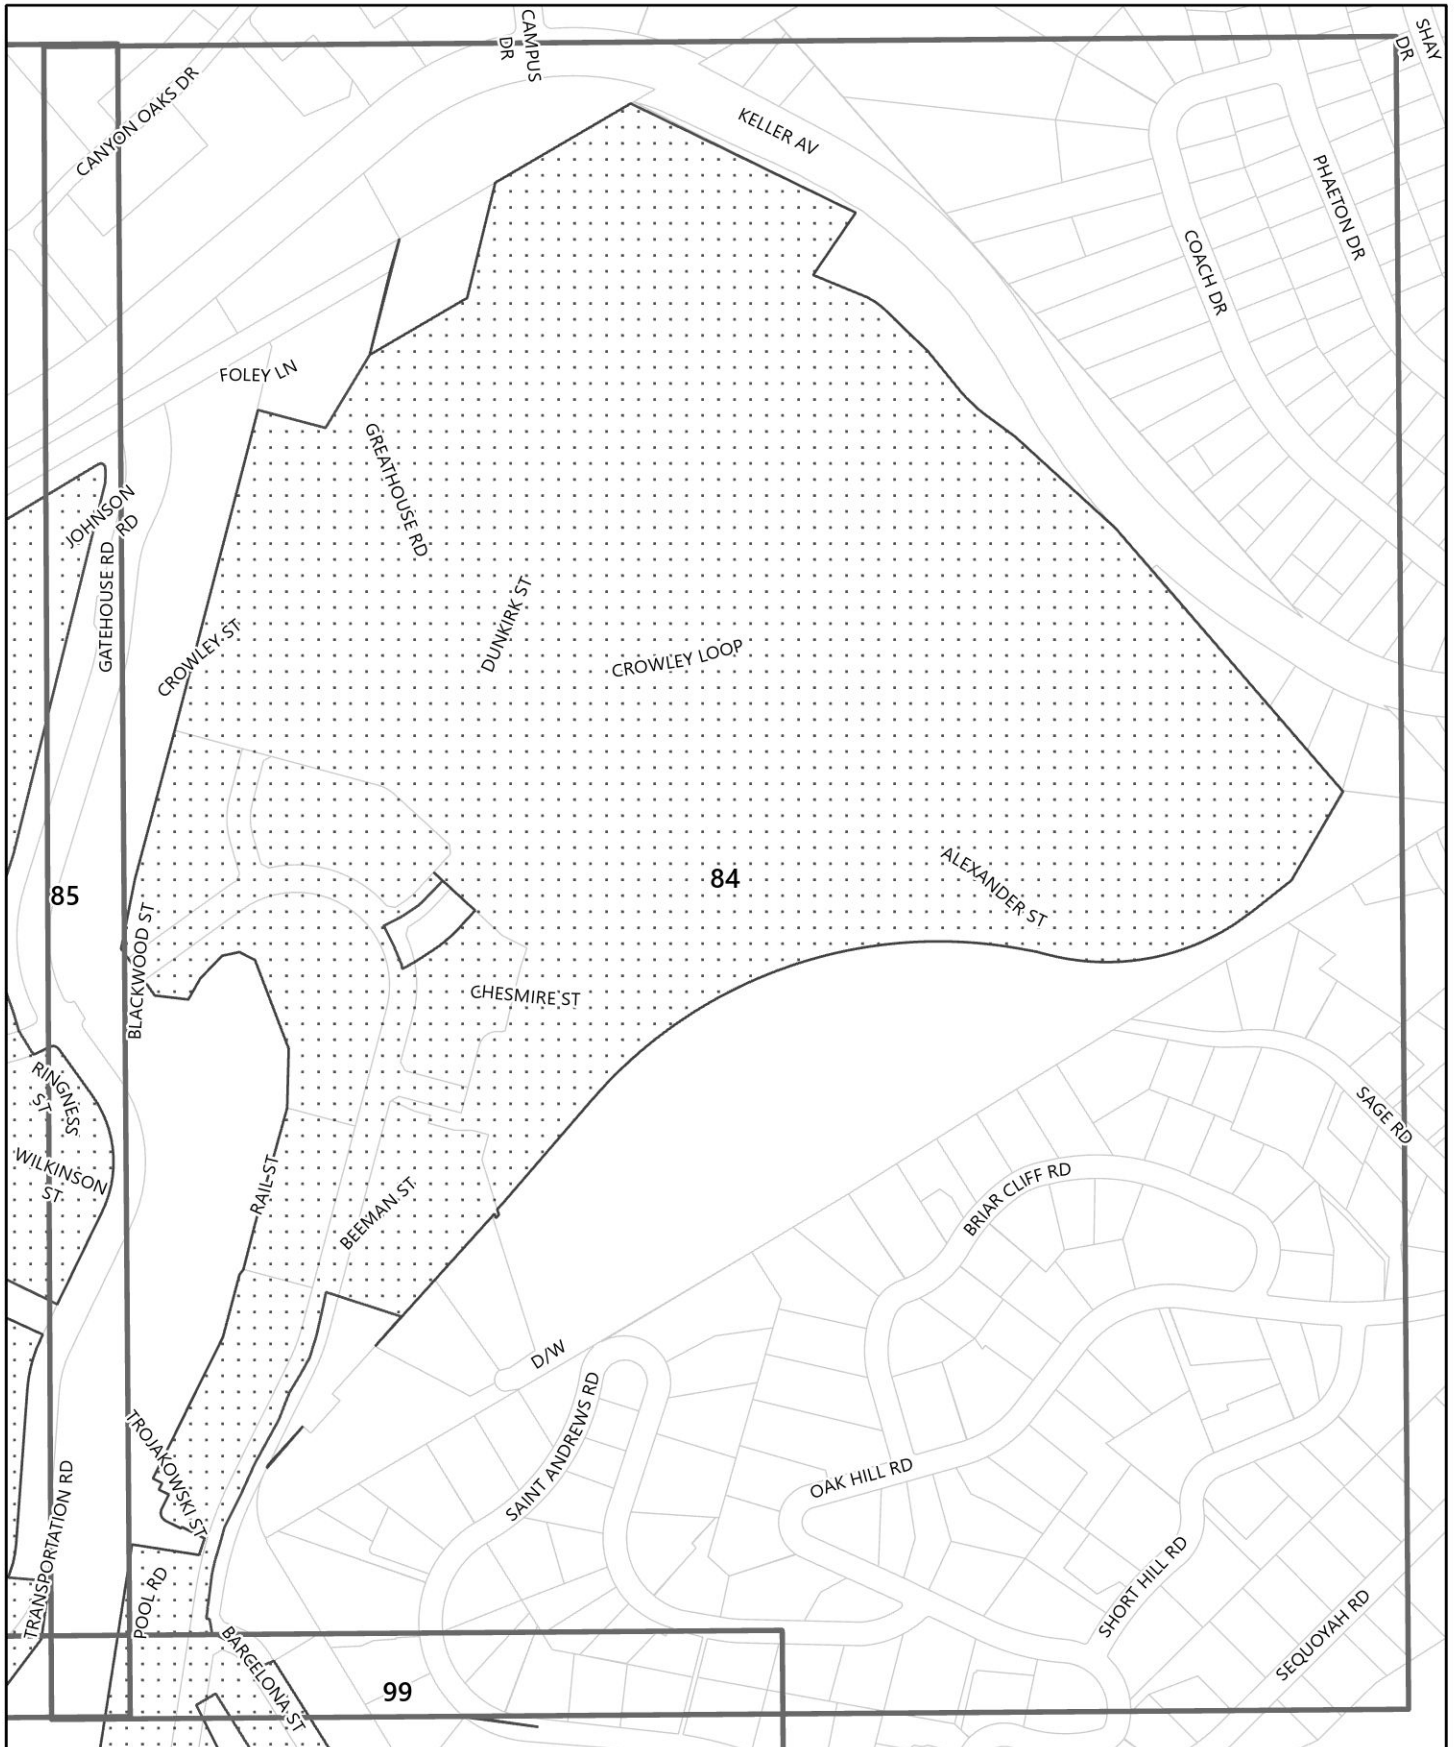 CAMPUS
DR
SHAY
DR
CANYON OAKS DR
KELLER AV
PHAETON DR
COACH DR
FOLEY LN
GREATHOUSE RD
JOHNSON
RD
GATEHOUSE RD
DUNKIRK ST
CROWLEY ST
CROWLEY LOOP
84
85
ALEXANDER ST
BLACKWOOD ST
CHESMIRE ST
RINGNESS
ST
SAGE RD
WILKINSON
ST
RAIL ST
BEEMAN ST
BRIAR CLIFF RD
D/W
SAINT ANDREWS RD
TROJAKOWSKI ST
OAK HILL RD
TRANSPORTATION RD
POOL RD
SHORT HILL RD
SEQUOYAH RD
BARCELONA ST
99